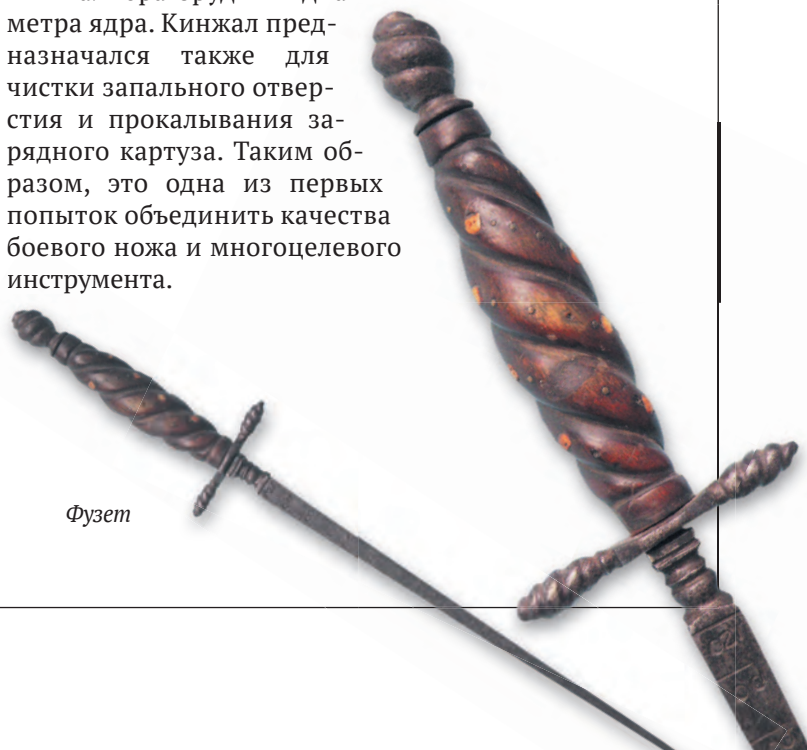 метра ядра. Кинжал пред-
назначался также для
чистки запального отвер-
стия и прокалывания за-
рядного картуза. Таким об-
разом, это одна из первых
попыток объединить качества
боевого ножа и многоцелевого
инструмента.
Фузет